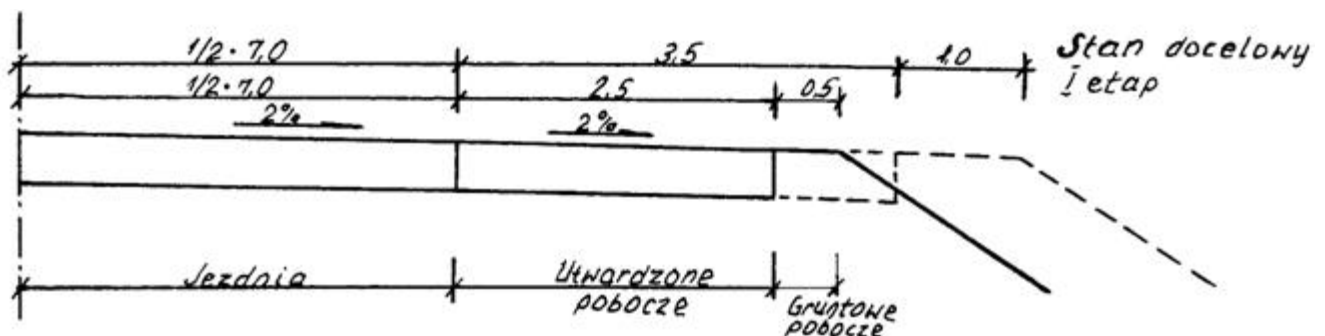 1/2·7,0 3,5 1,0 Stan docelowy
1/2·7,0 2,5 0,5 I etap
2% 2%
Jezdnia Utwardzone pobocze Gruntowe pobocze